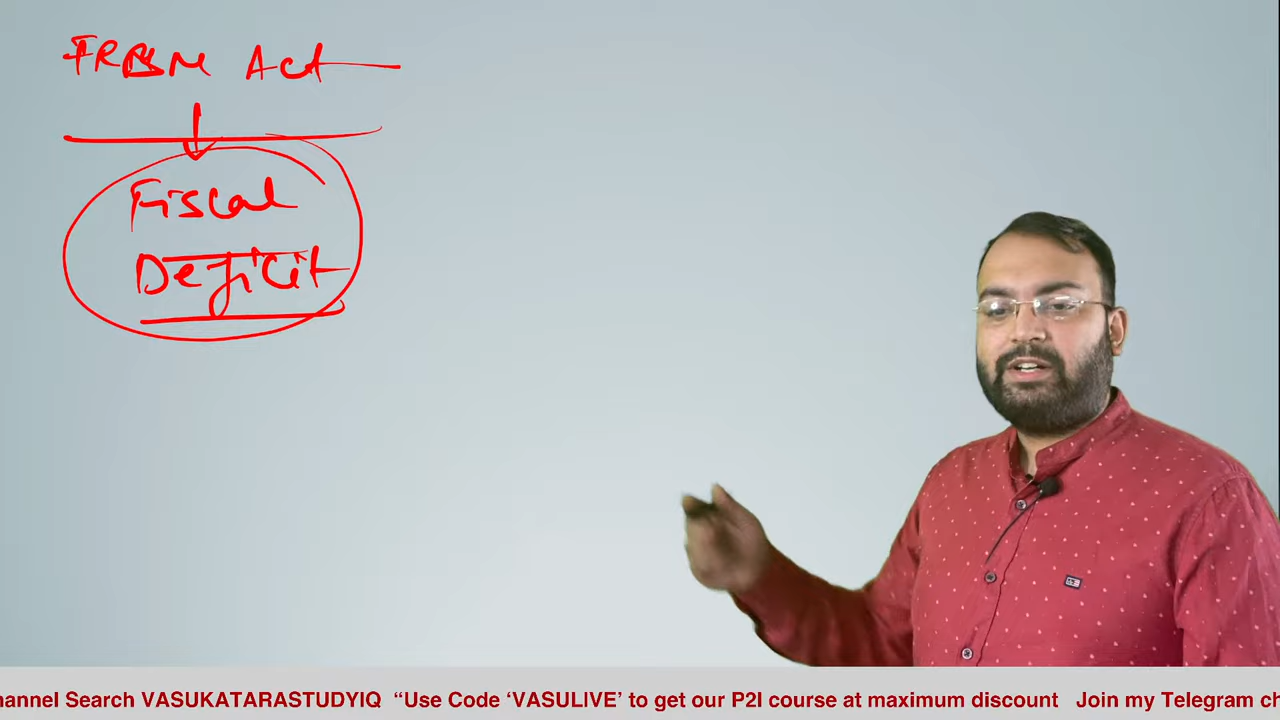 FRBM Act
Fiscal
Deficit
hannel Search VASUKATARASTUDYIQ “Use Code ‘VASULIVE’ to get our P2I course at maximum discount Join my Telegram ch